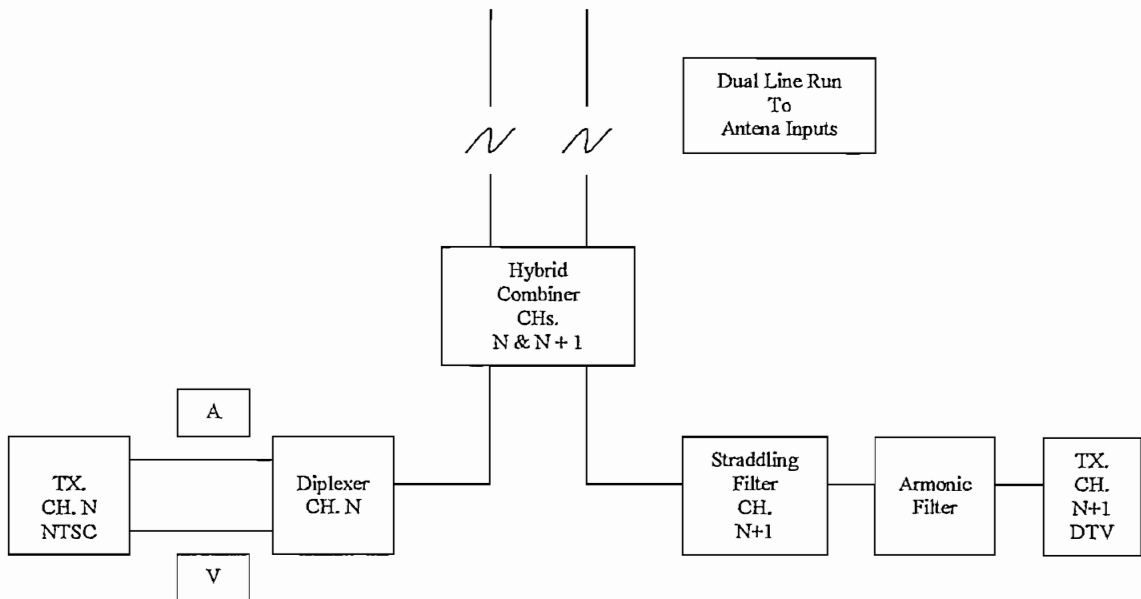 Dual Line Run
To
Antena Inputs
Hybrid
Combiner
CHs.
N & N + 1
A
TX.
CH. N
NTSC
Diplexer
CH. N
V
Straddling
Filter
CH.
N+1
Armonic
Filter
TX.
CH.
N+1
DTV